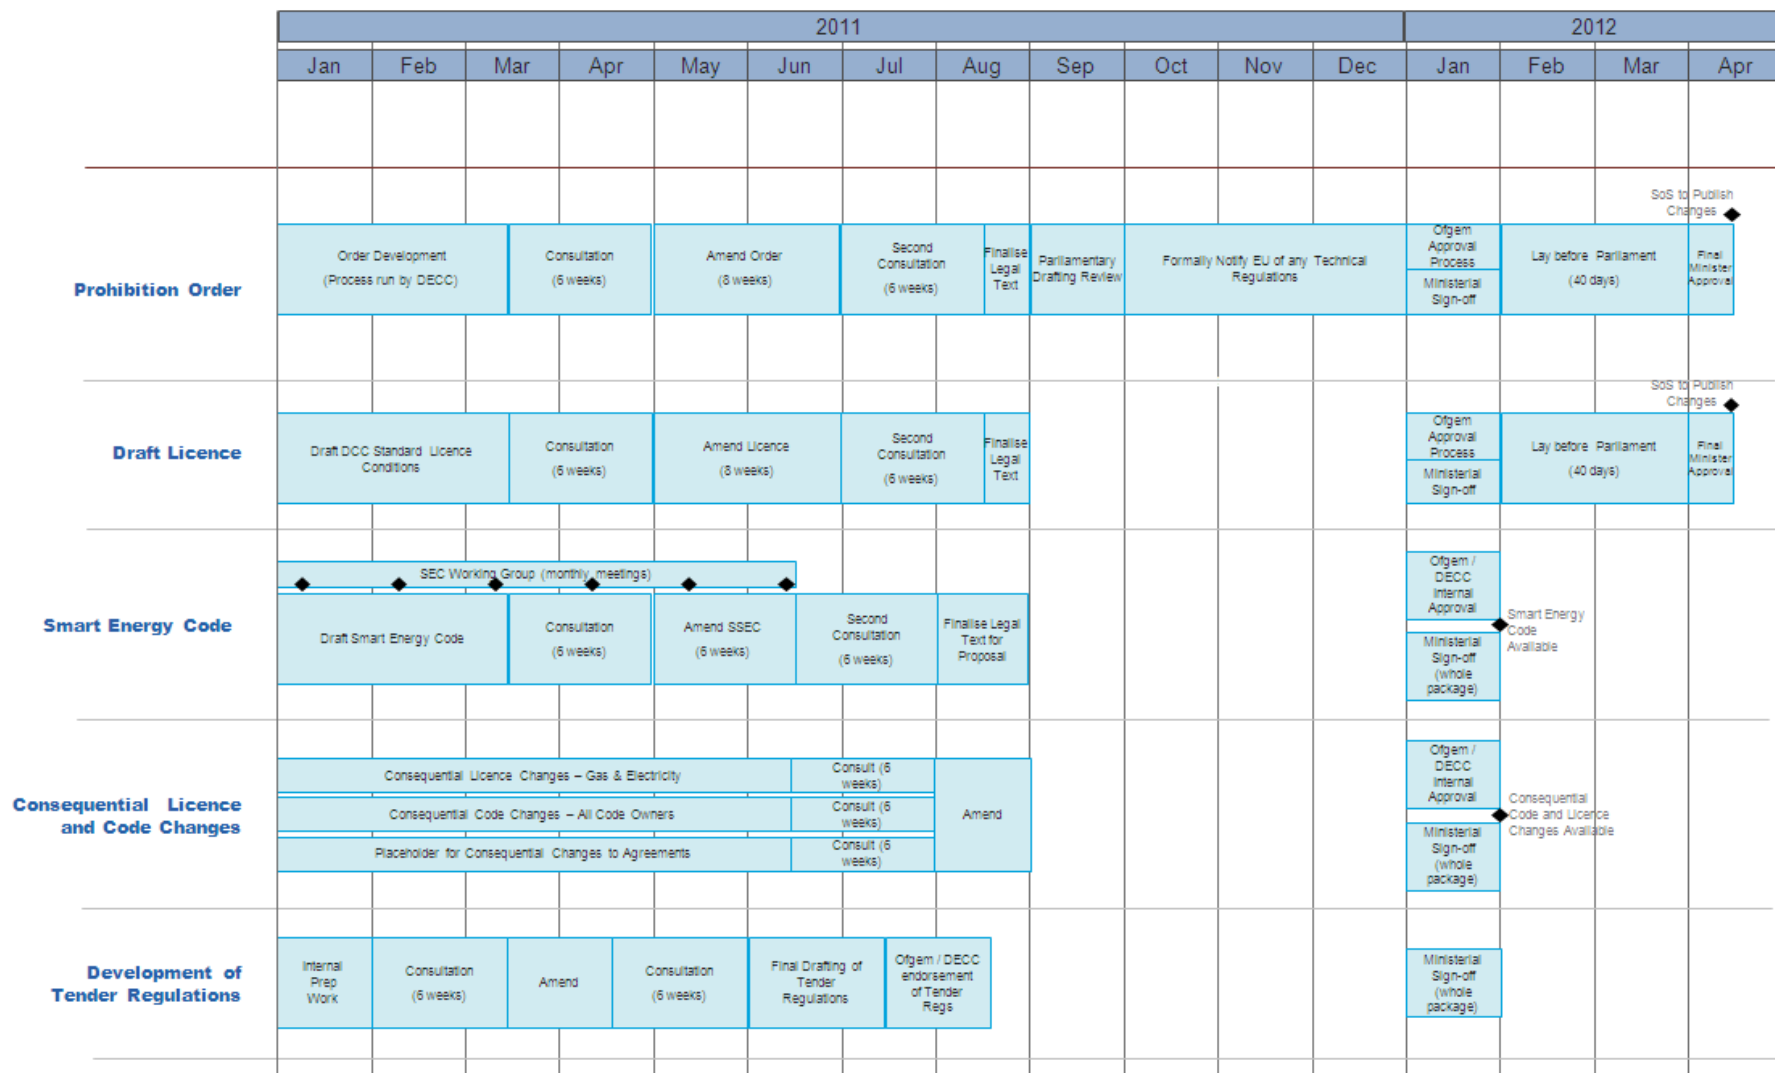 2011
2012
Jan
Feb
Mar
Apr
May
Jun
Jul
Aug
Sep
Oct
Nov
Dec
Jan
Feb
Mar
Apr
SoS to Publish
Changes
Prohibition Order
Order Development
(Process run by DECC)
Consultation
(6 weeks)
Amend Order
(8 weeks)
Second
Consultation
(6 weeks)
Finalise
Legal
Text
Parliamentary
Drafting Review
Formally Notify EU of any Technical
Regulations
Ofgem
Approval
Process
Ministerial
Sign-off
Lay before Parliament
(40 days)
Final
Minister
Approval
SoS to Publish
Changes
Draft Licence
Draft DCC Standard Licence
Conditions
Consultation
(6 weeks)
Amend Licence
(8 weeks)
Second
Consultation
(6 weeks)
Finalise
Legal
Text
Ofgem
Approval
Process
Ministerial
Sign-off
Lay before Parliament
(40 days)
Final
Minister
Approval
Smart Energy Code
SEC Working Group (monthly meetings)
Draft Smart Energy Code
Consultation
(6 weeks)
Amend SSEC
(6 weeks)
Second
Consultation
(6 weeks)
Finalise Legal
Text for
Proposal
Ofgem /
DECC
Internal
Approval
Ministerial
Sign-off
(whole
package)
Smart Energy
Code
Available
Consequential Licence
and Code Changes
Consequential Licence Changes – Gas & Electricity
Consult (6
weeks)
Consequential Code Changes – All Code Owners
Consult (6
weeks)
Placeholder for Consequential Changes to Agreements
Consult (6
weeks)
Amend
Ofgem /
DECC
Internal
Approval
Ministerial
Sign-off
(whole
package)
Consequential
Code and Licence
Changes Available
Development of
Tender Regulations
Internal
Prep
Work
Consultation
(6 weeks)
Amend
Consultation
(6 weeks)
Final Drafting of
Tender
Regulations
Ofgem / DECC
endorsement
of Tender
Regs
Ministerial
Sign-off
(whole
package)